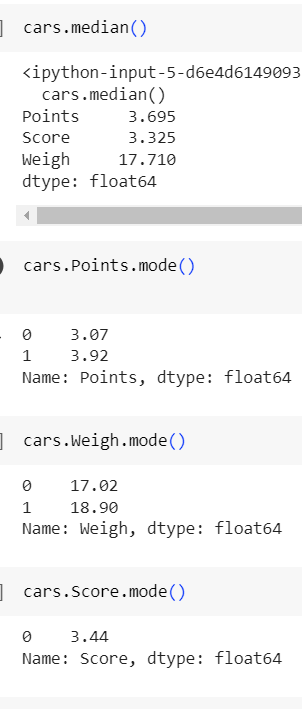 cars.median()
<ipython-input-5-d6e4d6149093
cars.median()
Points 3.695
Score 3.325
Weigh 17.710
dtype: float64
cars.Points.mode()
0 3.07
1 3.92
Name: Points, dtype: float64
cars.Weigh.mode()
0 17.02
1 18.90
Name: Weigh, dtype: float64
cars.Score.mode()
0 3.44
Name: Score, dtype: float64